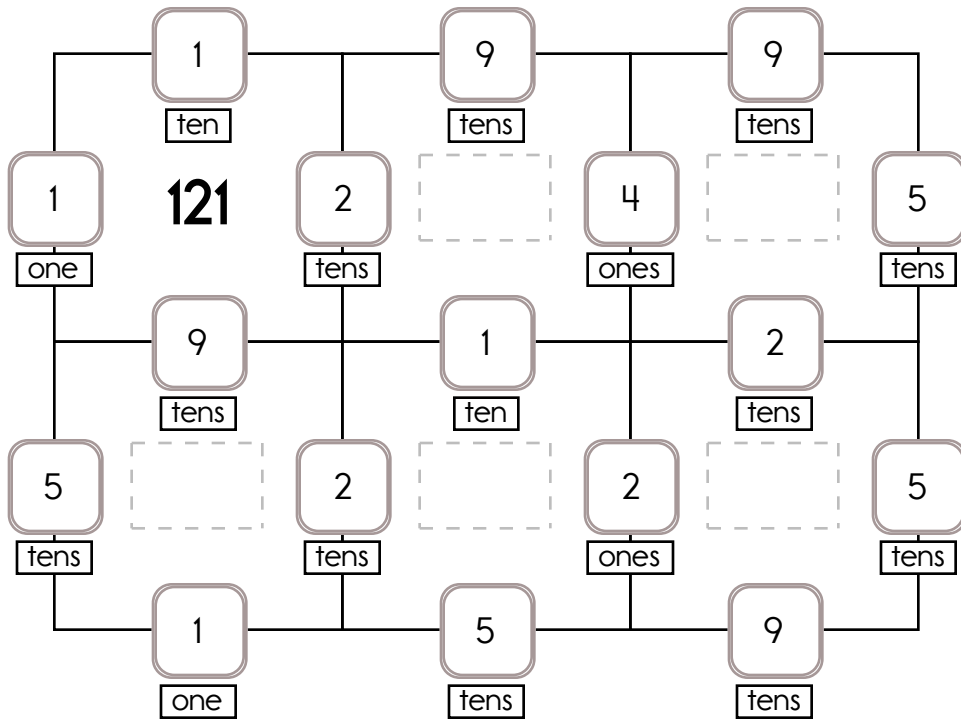 1 9 9
ten tens tens
1 121 2 4 5
one tens ones tens
9 1 2
tens ten tens
5 2 2 5
tens tens ones tens
1 5 9
one tens tens